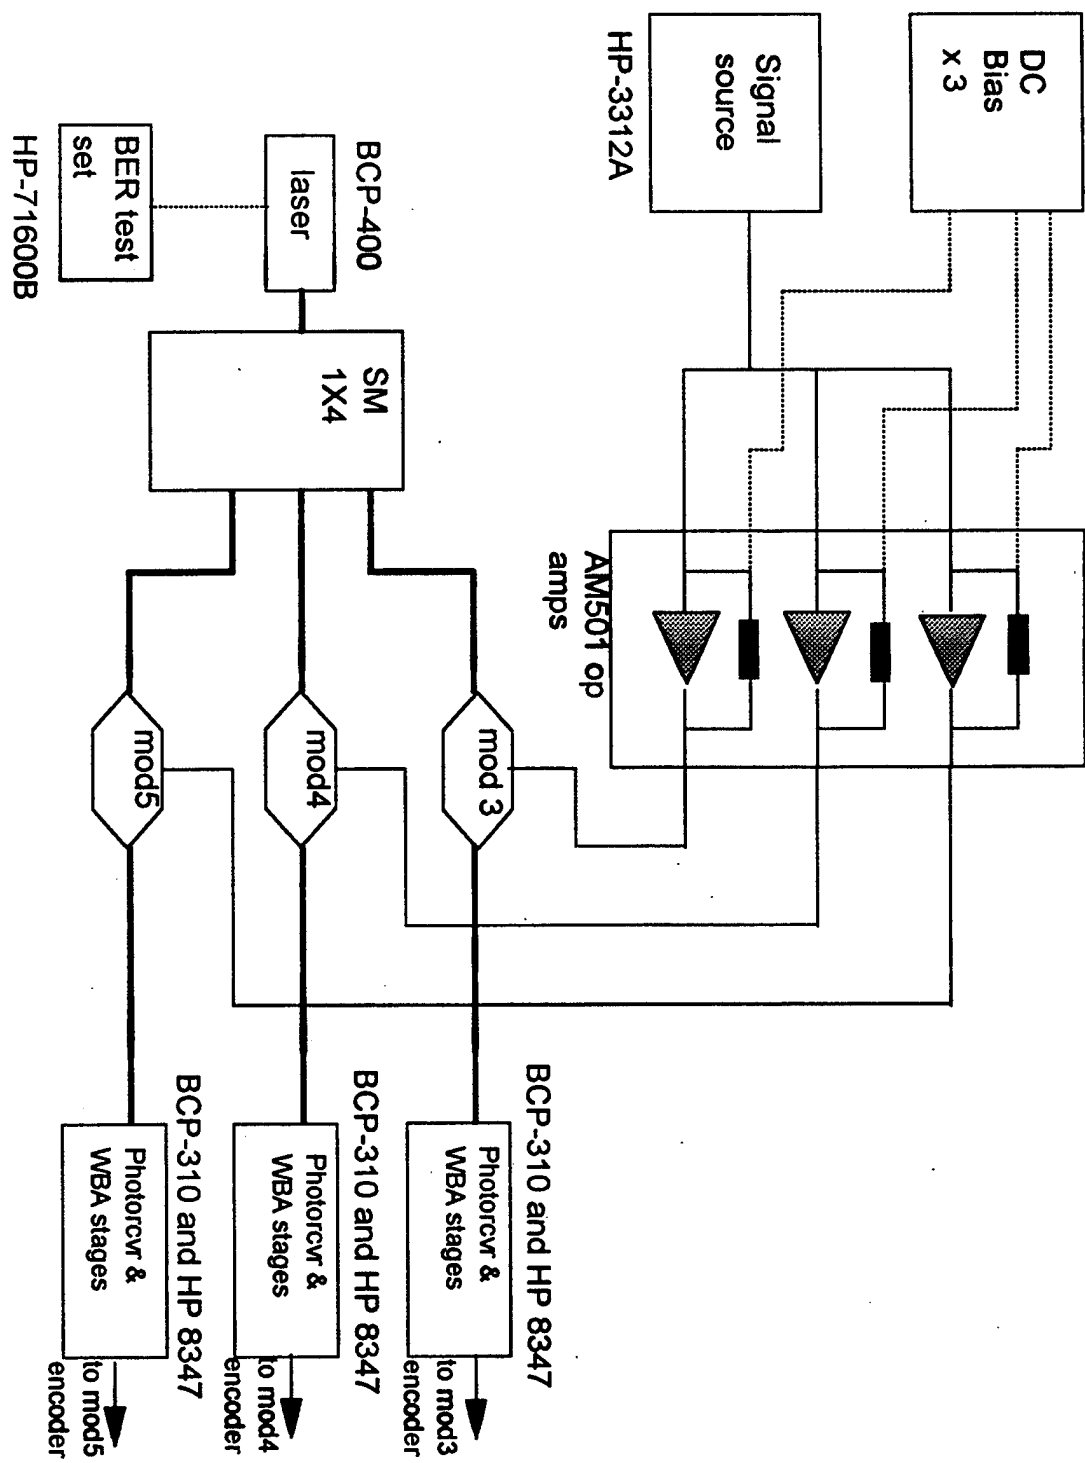 DC
Bias
x 3
Signal
source
HP-3312A
AM501 op
amps
BCP-400
laser
BER test
set
HP-71600B
SM
1X4
mod 3
mod4
mod5
BCP-310 and HP 8347
Photorcvr &
WBA stages
to mod3
encoder
BCP-310 and HP 8347
Photorcvr &
WBA stages
to mod4
encoder
BCP-310 and HP 8347
Photorcvr &
WBA stages
to mod5
encoder